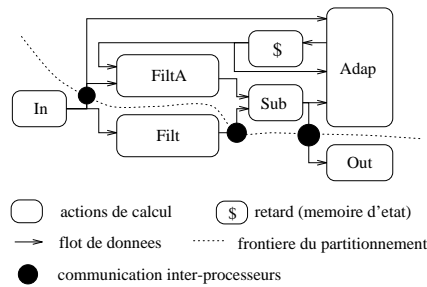 $
Adap
FiltA
Sub
In
Filt
Out
actions de calcul
$ retard (memoire d'etat)
flot de donnees
frontiere du partitionnement
communication inter-processeurs